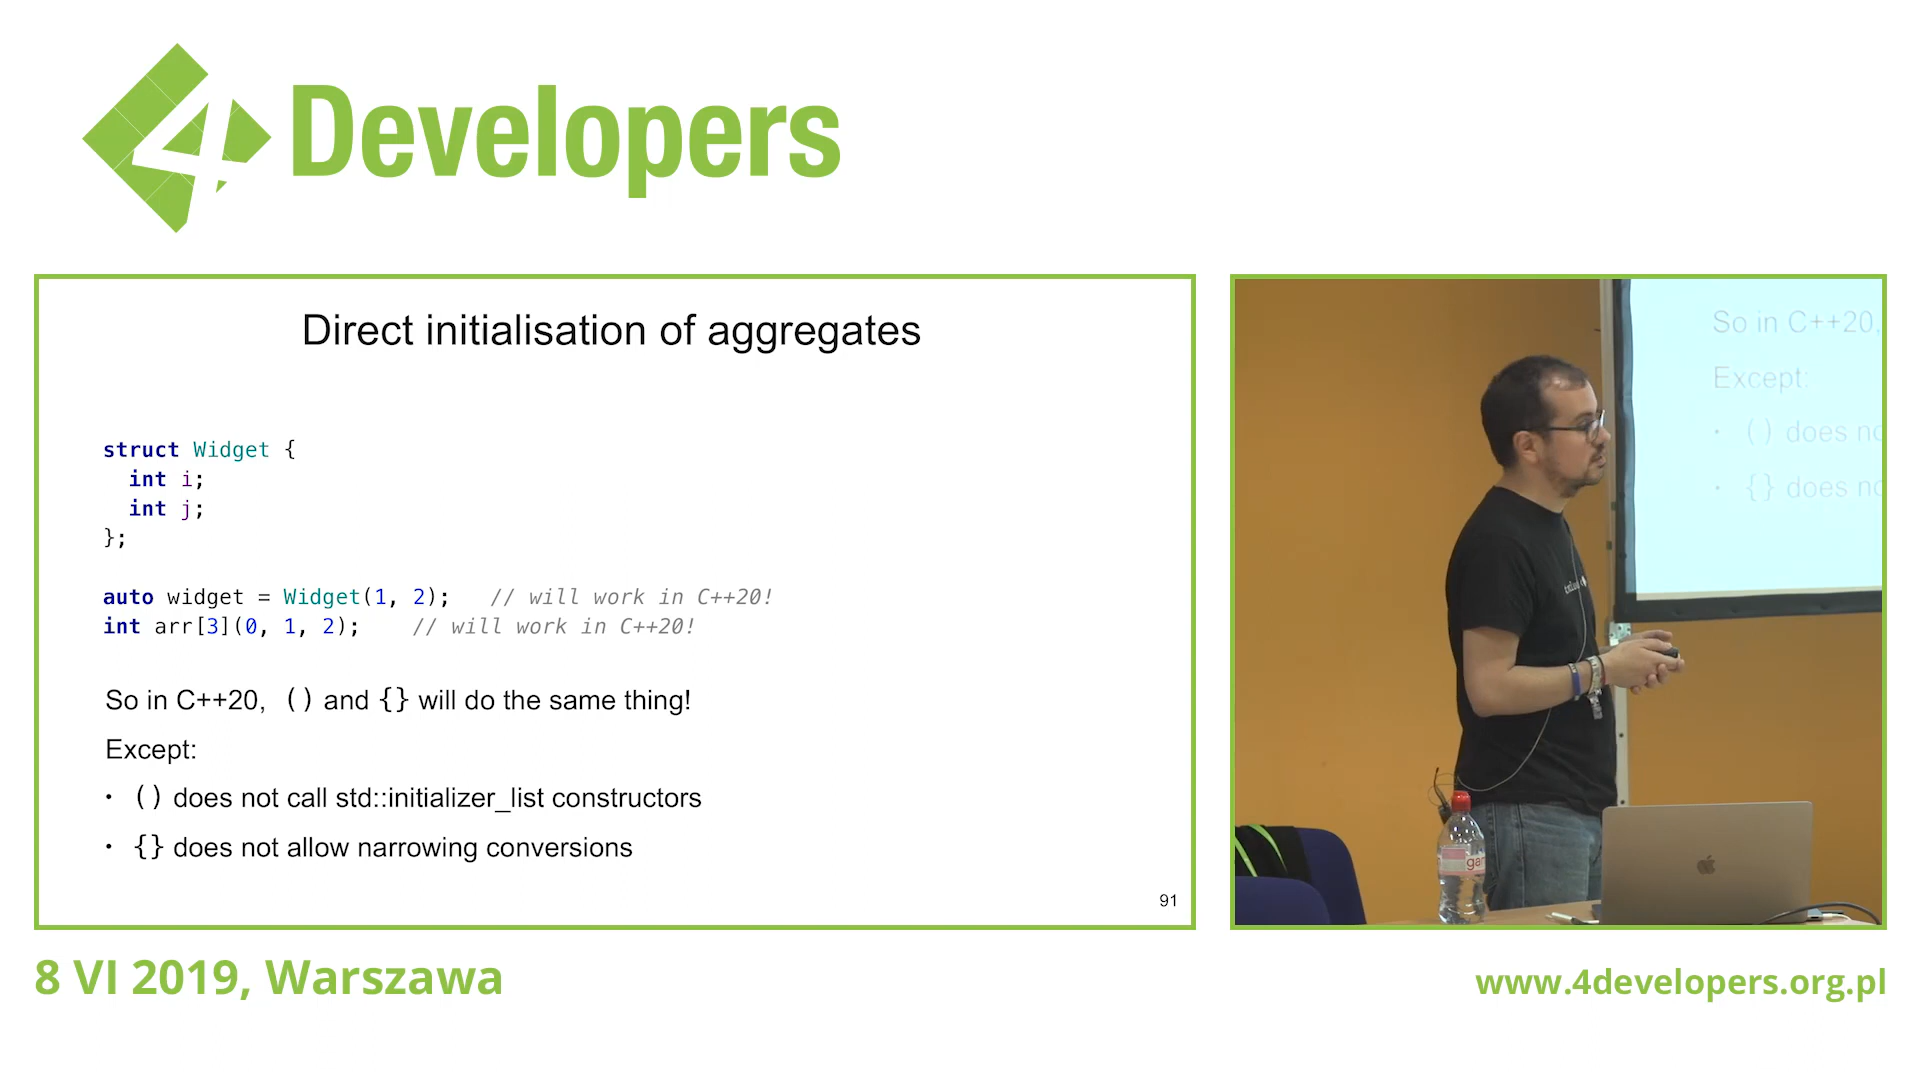 4Developers
Direct initialisation of aggregates
struct Widget {
int i;
int j;
};
auto widget = Widget(1, 2);   // will work in C++20!
int arr[3](0, 1, 2);    // will work in C++20!
So in C++20, () and {} will do the same thing!
Except:
• () does not call std::initializer_list constructors
• {} does not allow narrowing conversions
91
So in C++20,
Except:
• () does no
• {} does no
8 VI 2019, Warszawa
www.4developers.org.pl